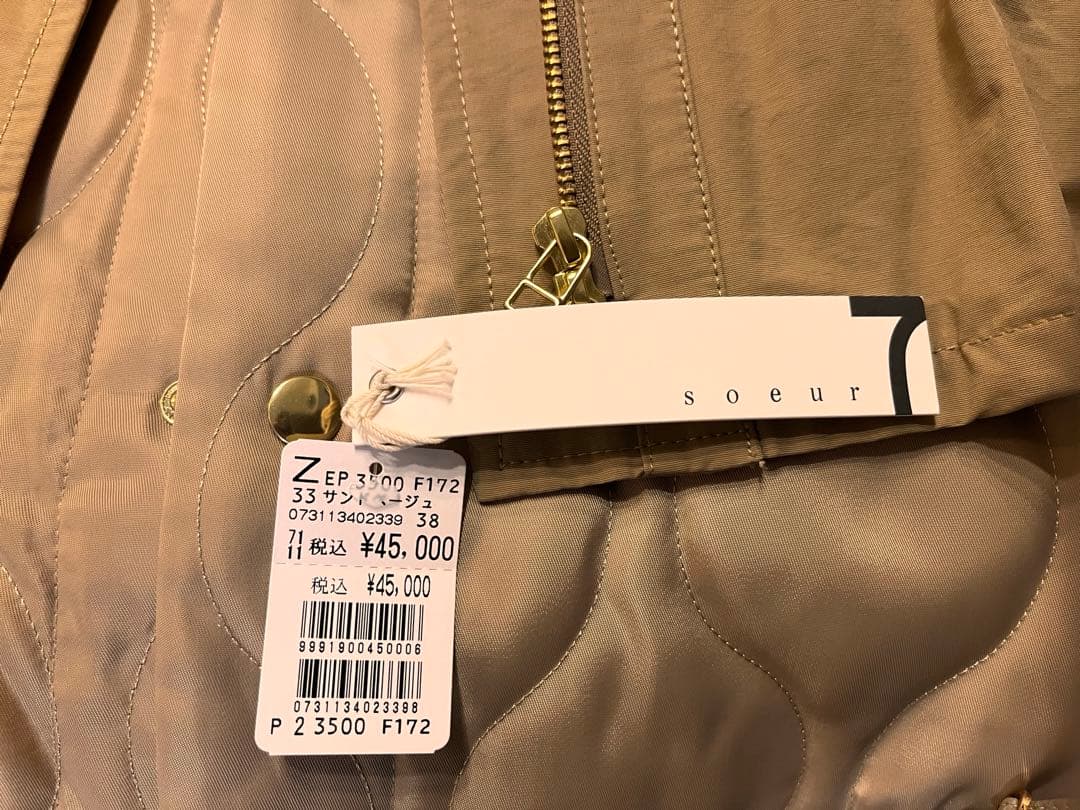 soeur
7
Z EP 3500 F172
33 サンドベージュ
073113402339 38
71
11 税込 ¥45,000
税込 ¥45,000
9991900450006
0731134023398
P 2 3500 F172